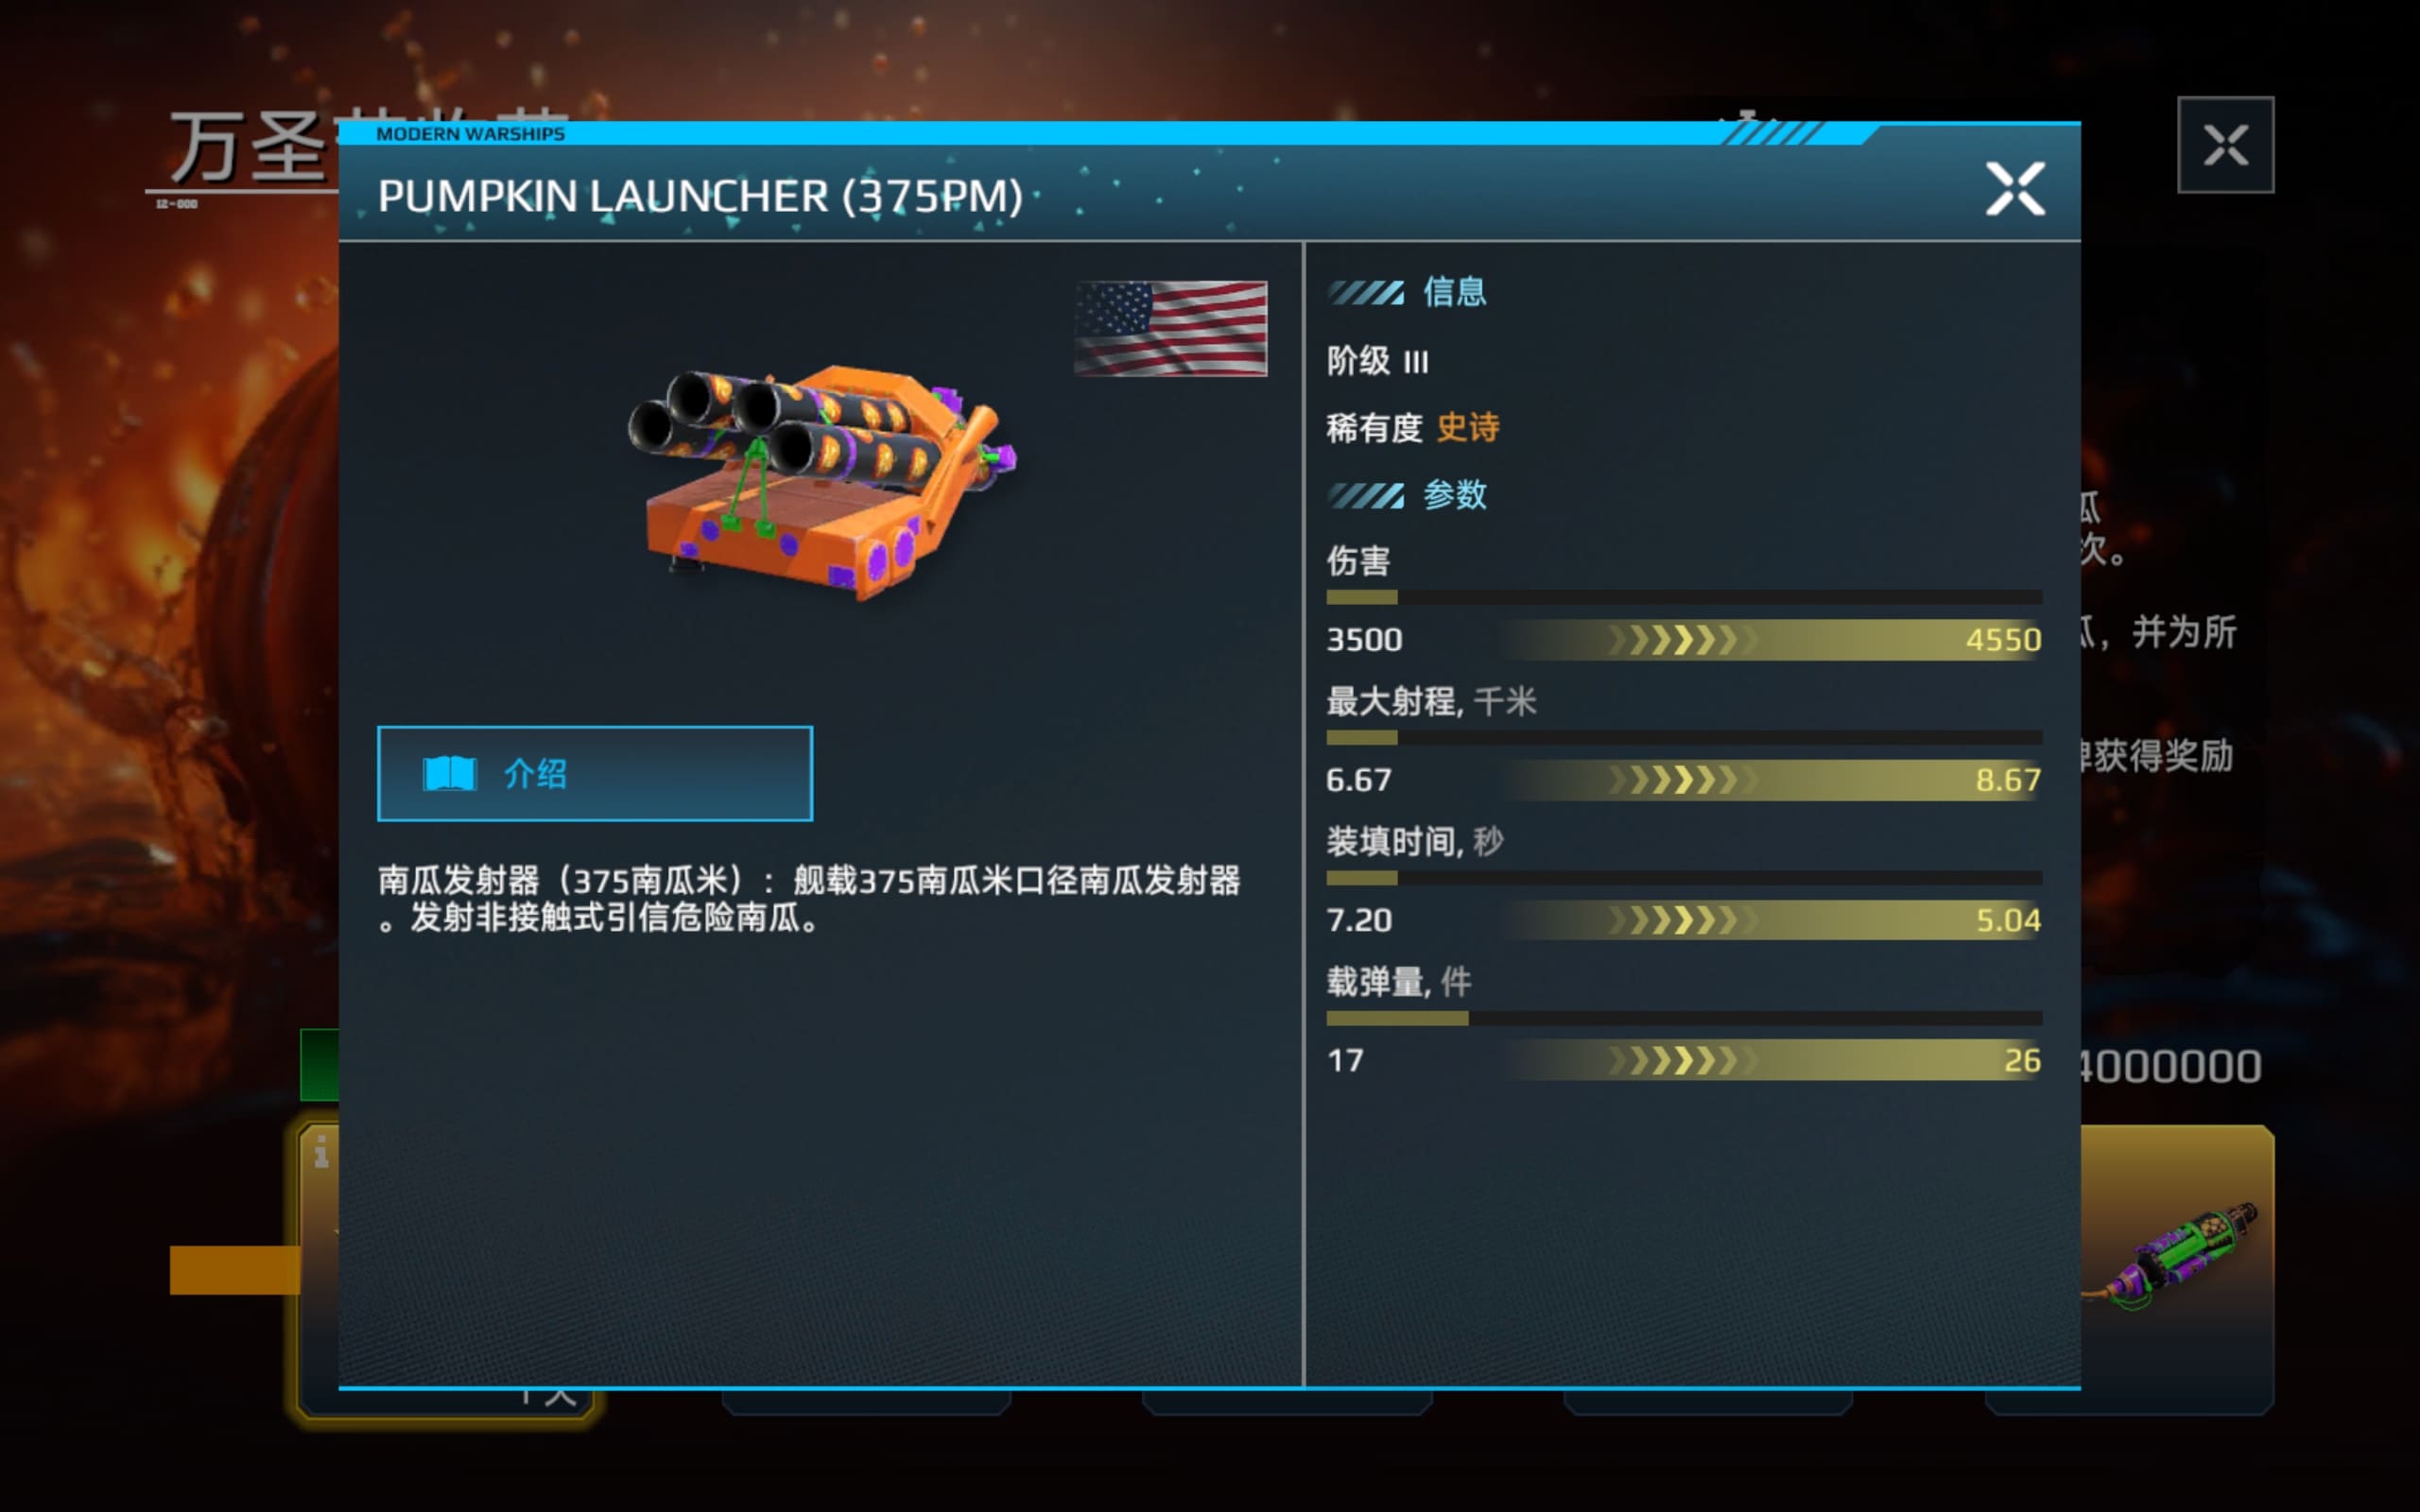 万圣
MODERN WARSHIPS
12-000
PUMPKIN LAUNCHER (375PM)
信息
阶级 III
稀有度 史诗
参数
伤害
3500
4550
最大射程, 千米
6.67
8.67
装填时间, 秒
7.20
5.04
载弹量, 件
17
26
介绍
南瓜发射器（375南瓜米）：舰载375南瓜米口径南瓜发射器
。发射非接触式引信危险南瓜。
瓜
次。
瓜，并为所
获得奖励
4000000
i